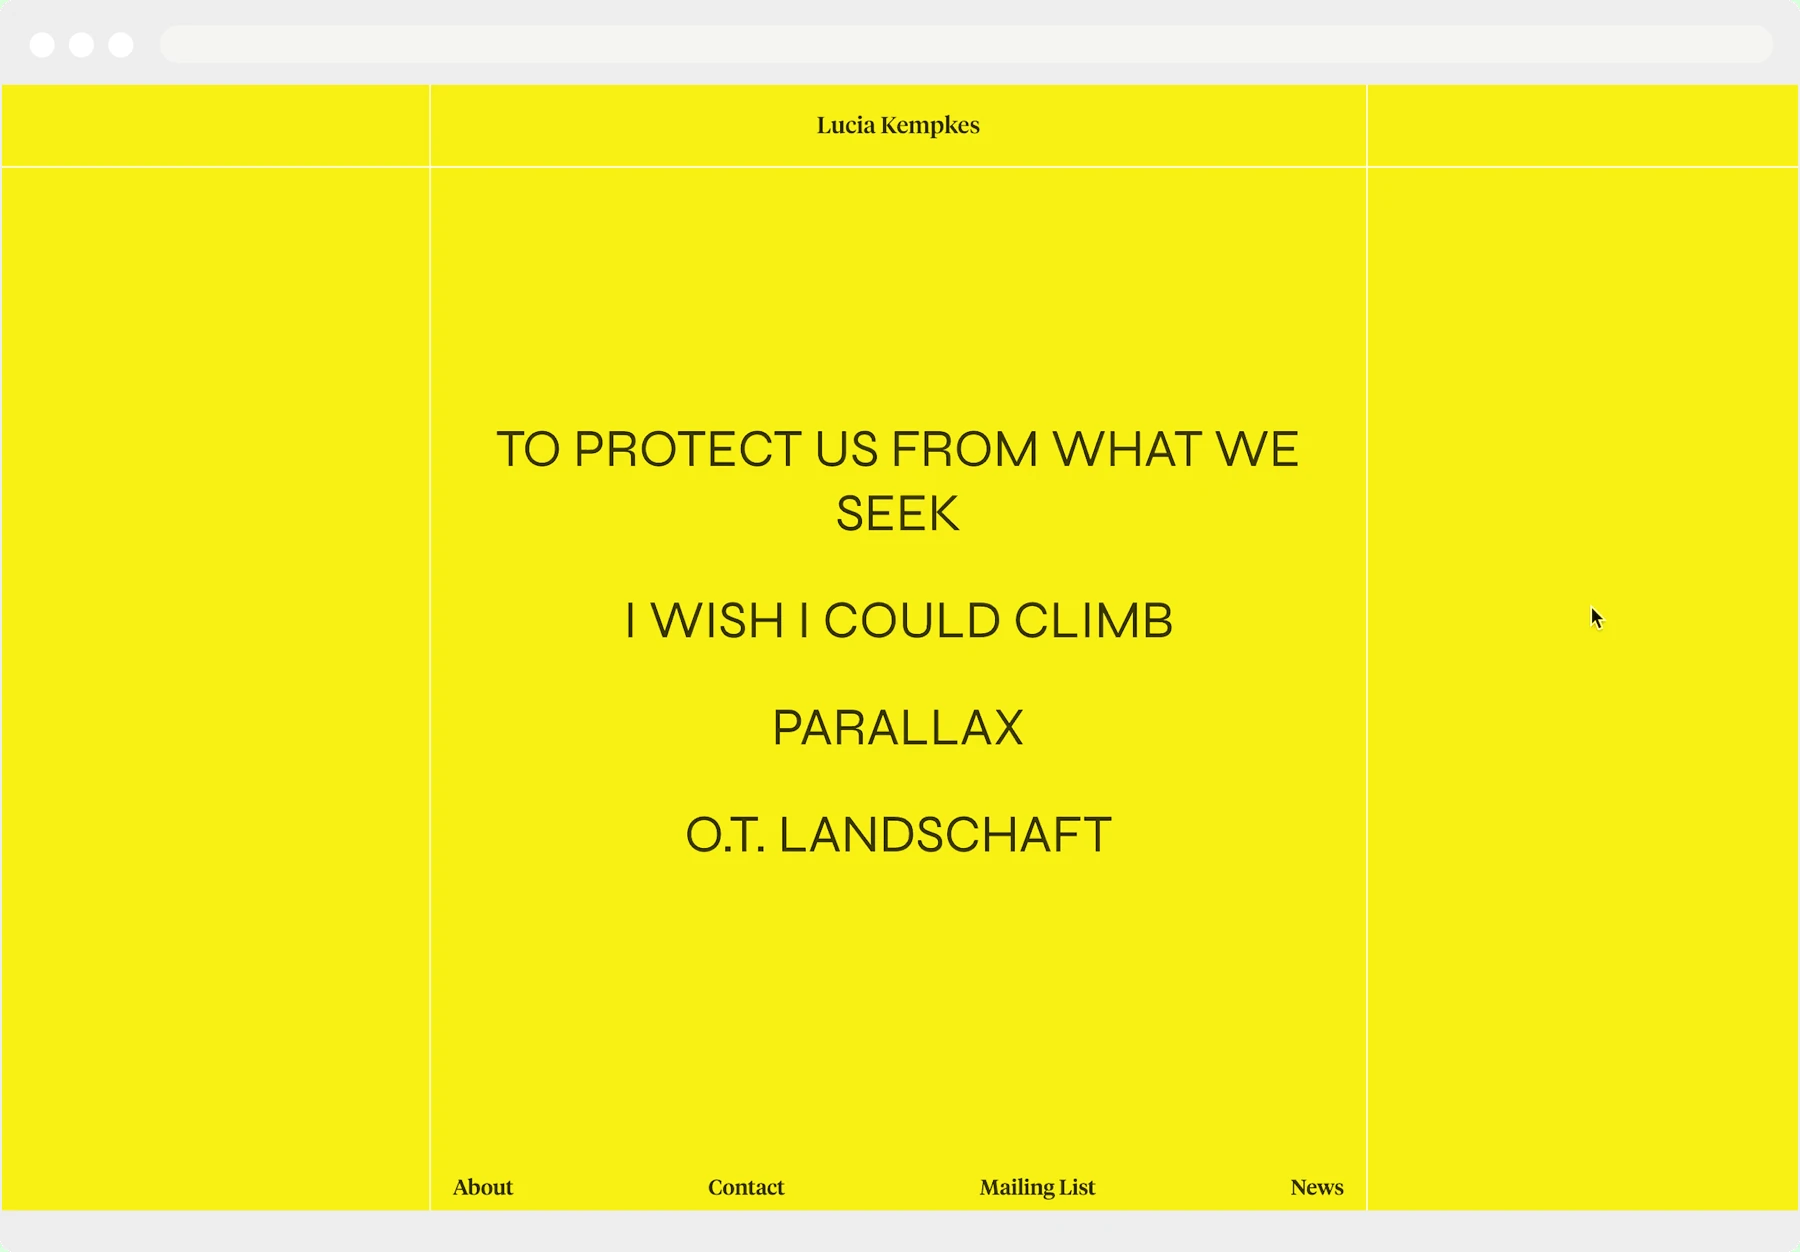 Lucia Kempkes
TO PROTECT US FROM WHAT WE
SEEK
I WISH I COULD CLIMB
PARALLAX
O.T. LANDSCHAFT
About
Contact
Mailing List
News